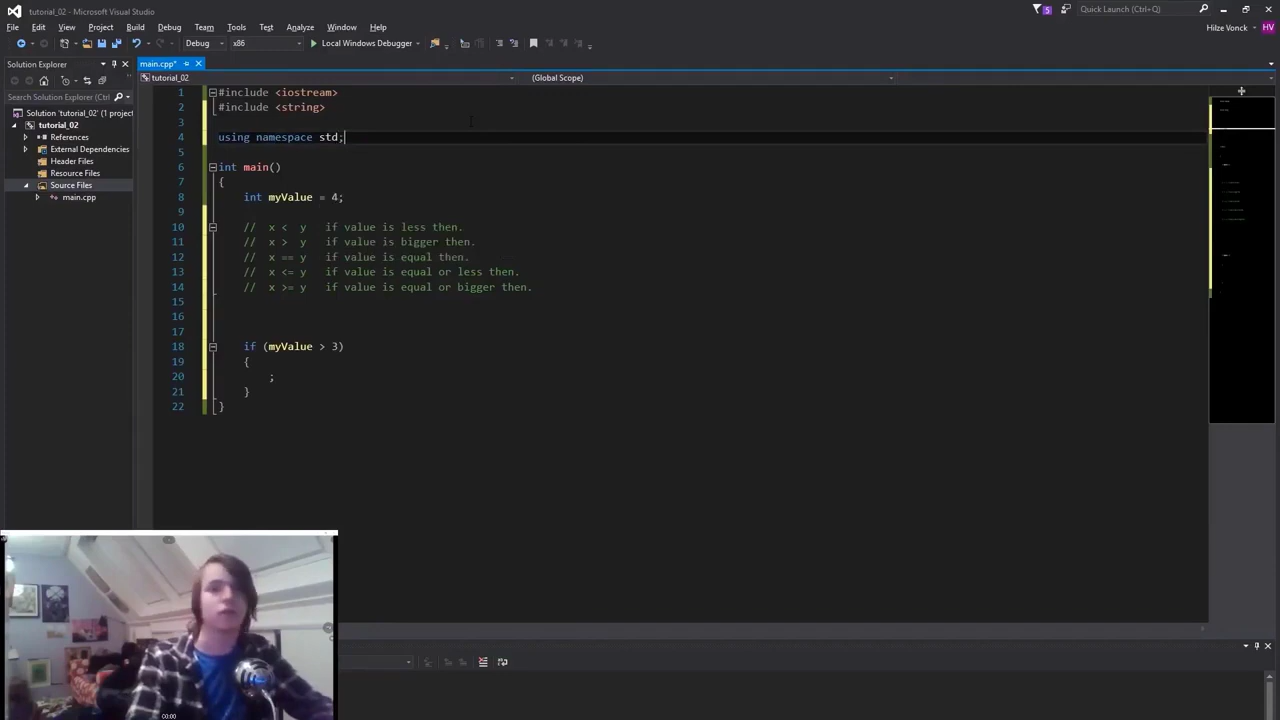 tutorial_02 - Microsoft Visual Studio
5
Quick Launch (Ctrl+Q)
File Edit View Project Build Debug Team Tools Test Analyze Window Help
Hilze Vonck
HV
Debug x86 Local Windows Debugger
Solution Explorer
main.cpp*
tutorial_02
(Global Scope)
Search Solution Explorer (Ctrl
Solution 'tutorial_02' (1 project
tutorial_02
References
External Dependencies
Header Files
Resource Files
Source Files
main.cpp
1 #include <iostream>
2 #include <string>
3
4 using namespace std;
5
6 int main()
7 {
8 int myValue = 4;
9
10 // x < y if value is less then.
11 // x > y if value is bigger then.
12 // x == y if value is equal then.
13 // x <= y if value is equal or less then.
14 // x >= y if value is equal or bigger then.
15
16
17
18 if (myValue > 3)
19 {
20 ;
21 }
22 }
00:00